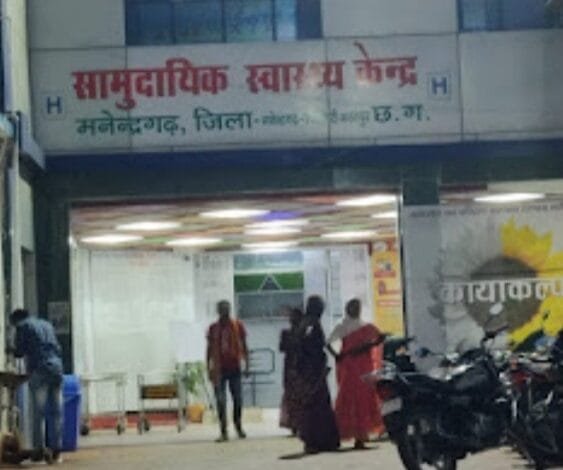 सामुदायिक स्वास्थ्य केन्द्र
H H
मनेन्द्रगढ़, जिला- छ.ग.
कायाकल्प